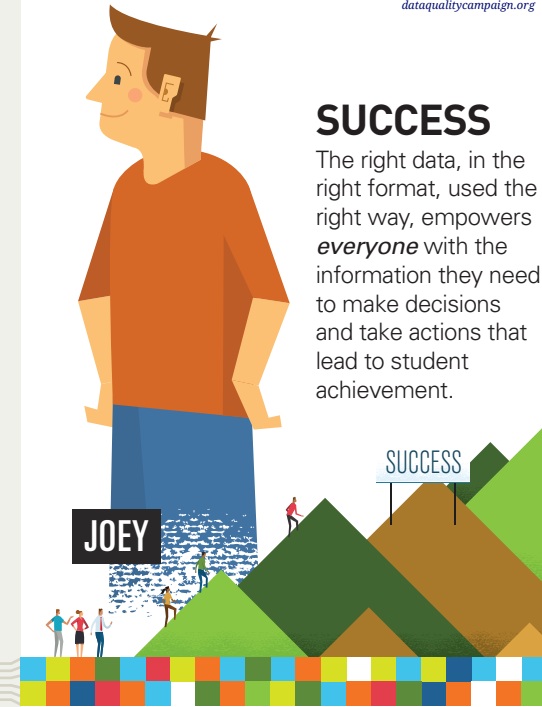 dataqualitycampaign.org
SUCCESS
The right data, in the
right format, used the
right way, empowers
everyone with the
information they need
to make decisions
and take actions that
lead to student
achievement.
SUCCESS
JOEY